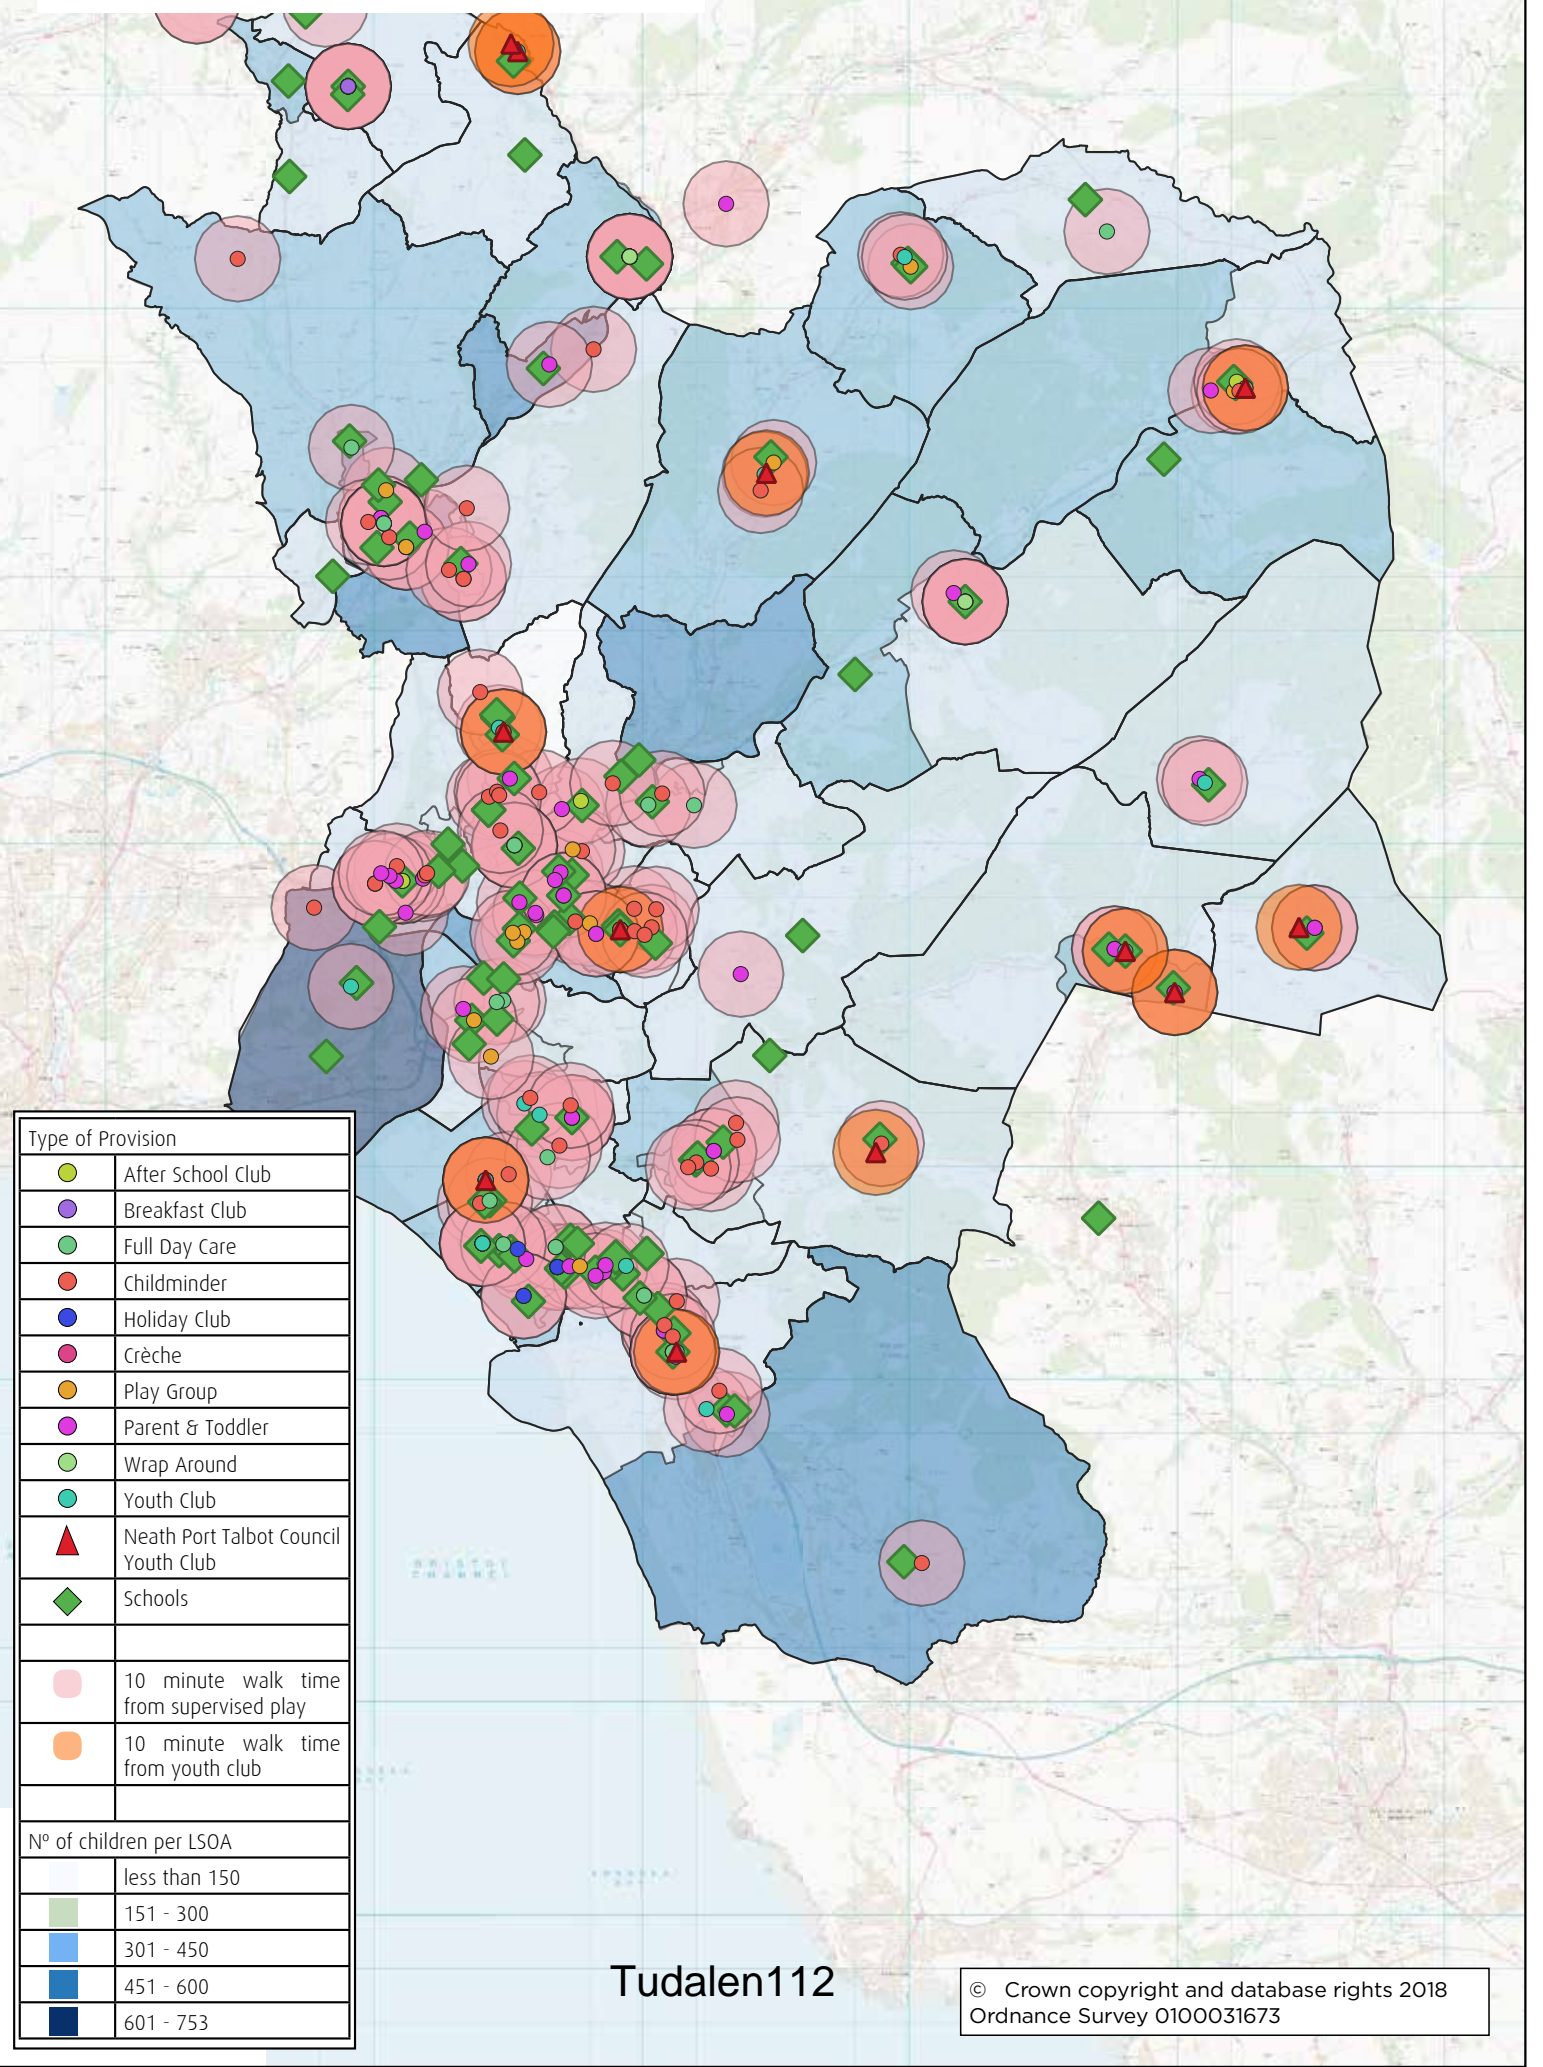 BRISTOL
CHANNEL
Type of Provision
After School Club
Breakfast Club
Full Day Care
Childminder
Holiday Club
Crèche
Play Group
Parent & Toddler
Wrap Around
Youth Club
Neath Port Talbot Council
Youth Club
Schools
10 minute walk time
from supervised play
10 minute walk time
from youth club
Nº of children per LSOA
less than 150
151 - 300
301 - 450
451 - 600
601 - 753
Tudalen112
© Crown copyright and database rights 2018
Ordnance Survey 0100031673